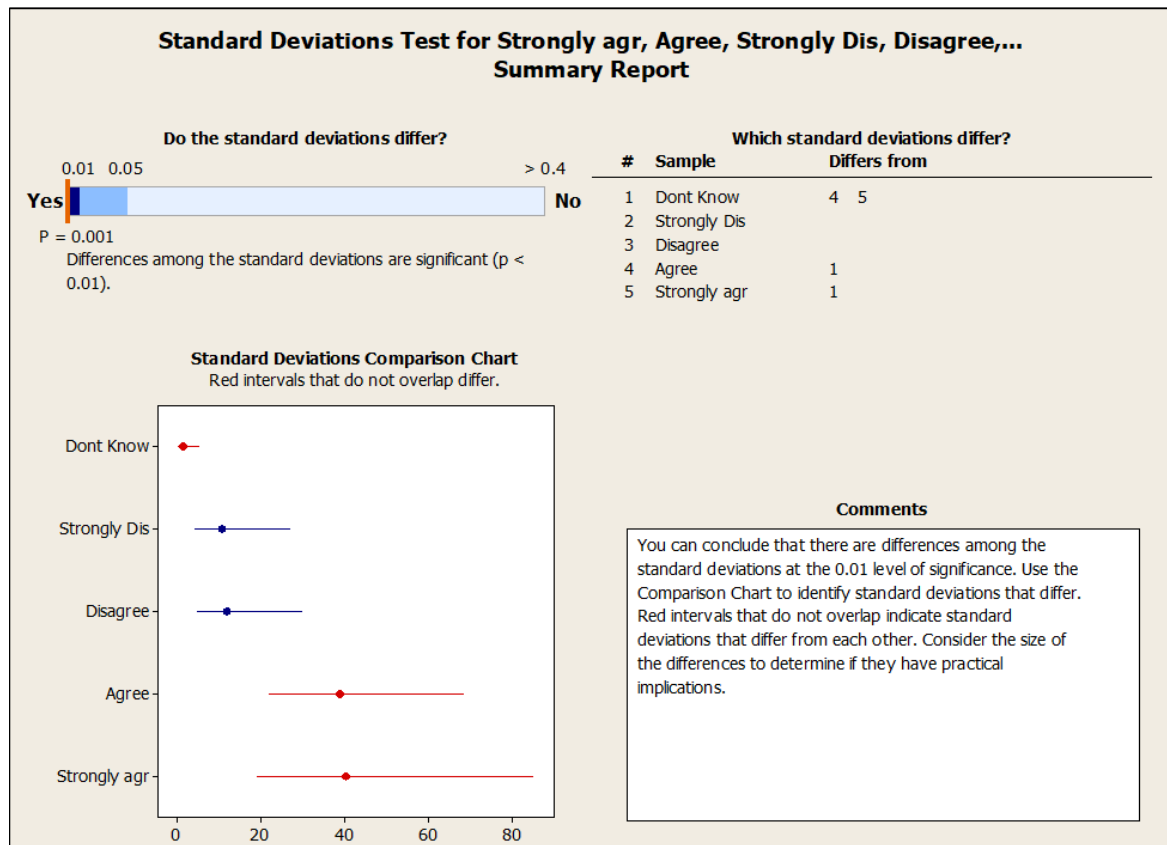 Standard Deviations Test for Strongly agr, Agree, Strongly Dis, Disagree,...
Summary Report
Do the standard deviations differ?
0.01 0.05 > 0.4
Yes No
P = 0.001
Differences among the standard deviations are significant (p <
0.01).
Which standard deviations differ?
# Sample Differs from
1 Dont Know 4 5
2 Strongly Dis
3 Disagree
4 Agree 1
5 Strongly agr 1
Standard Deviations Comparison Chart
Red intervals that do not overlap differ.
Dont Know
Strongly Dis
Disagree
Agree
Strongly agr
0 20 40 60 80
Comments
You can conclude that there are differences among the
standard deviations at the 0.01 level of significance. Use the
Comparison Chart to identify standard deviations that differ.
Red intervals that do not overlap indicate standard
deviations that differ from each other. Consider the size of
the differences to determine if they have practical
implications.